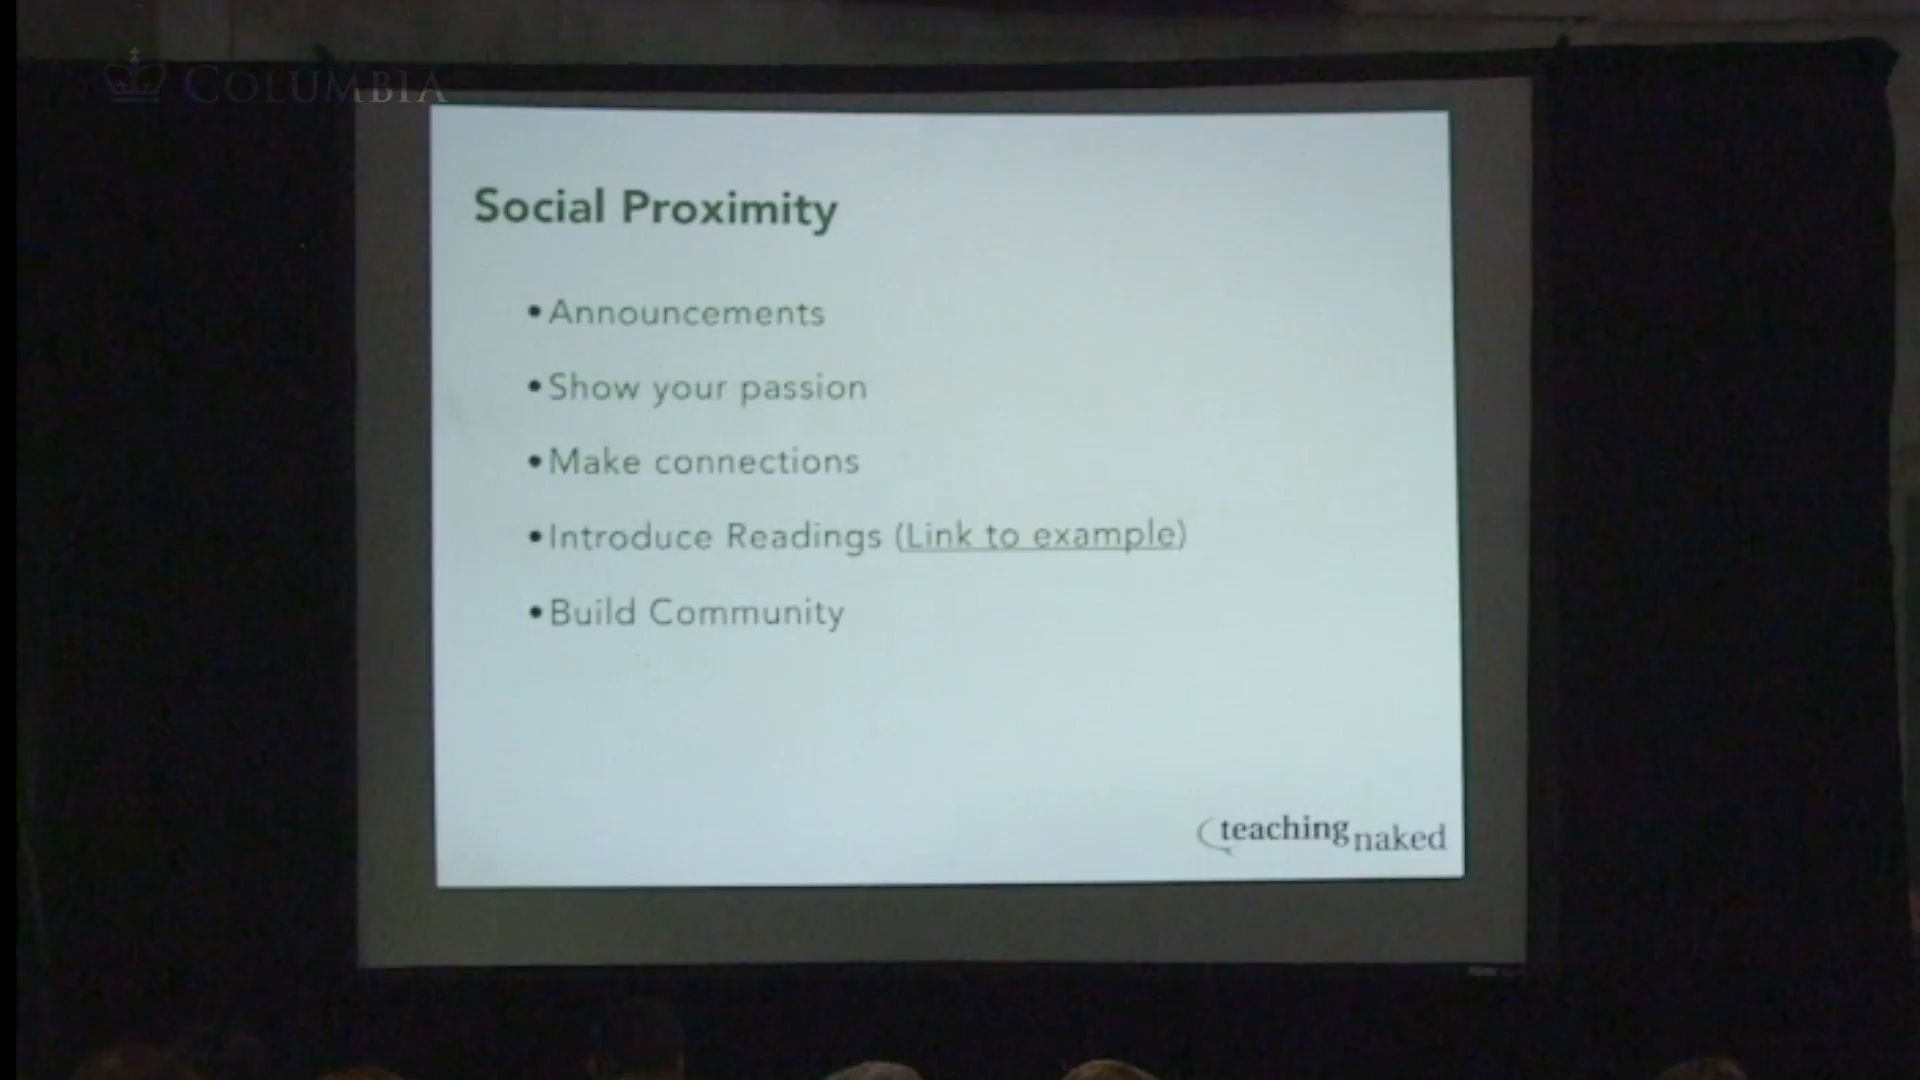 COLUMBIA
Social Proximity
•Announcements
•Show your passion
•Make connections
•Introduce Readings (Link to example)
•Build Community
teaching naked